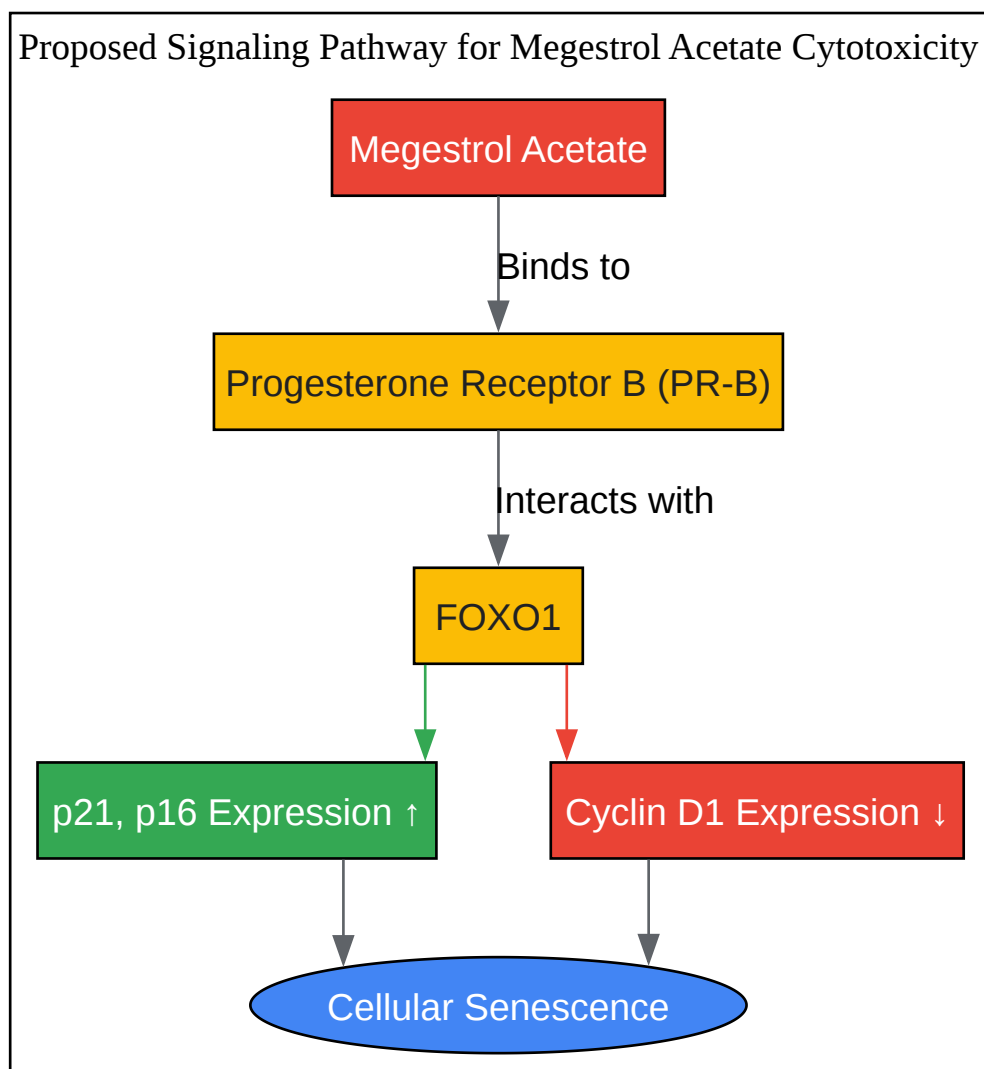 Proposed Signaling Pathway for Megestrol Acetate Cytotoxicity
Megestrol Acetate
Binds to
Progesterone Receptor B (PR-B)
Interacts with
FOXO1
p21, p16 Expression ↑
Cyclin D1 Expression ↓
Cellular Senescence